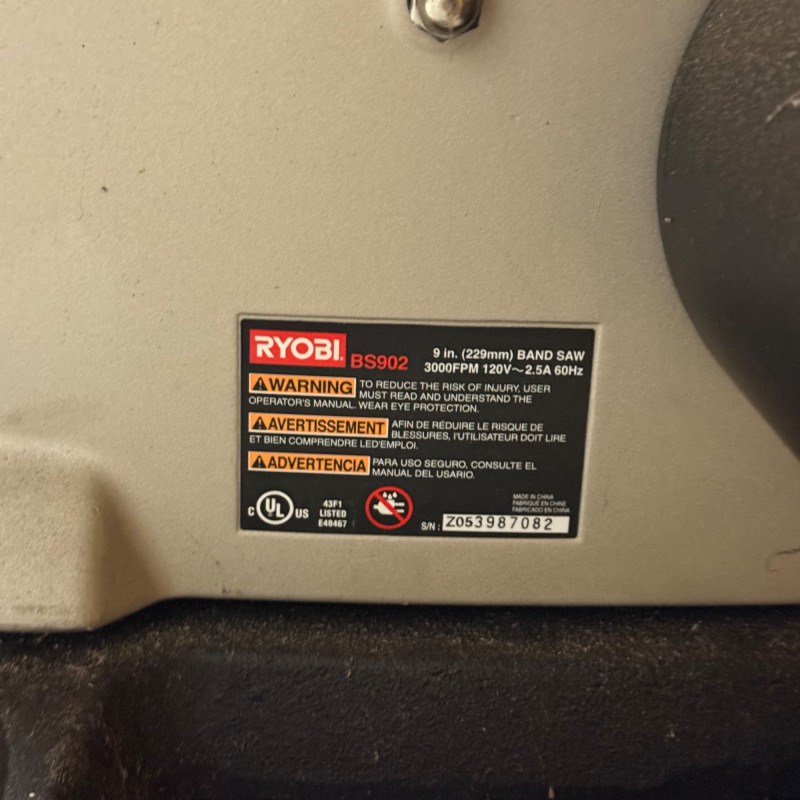 RYOBI BS902
9 in. (229mm) BAND SAW
3000FPM 120V~2.5A 60Hz
WARNING TO REDUCE THE RISK OF INJURY, USER
MUST READ AND UNDERSTAND THE
OPERATOR'S MANUAL. WEAR EYE PROTECTION.
AVERTISSEMENT AFIN DE RÉDUIRE LE RISQUE DE
BLESSURES, I'UTILISATEUR DOIT LIRE
ET BIEN COMPRENDRE LED'EMPLOI.
ADVERTENCIA PARA USO SEGURO, CONSULTE EL
MANUAL DEL USARIO.
C UL US
43F1
LISTED
E48467
MADE IN CHINA
FABRIQUÉ EN CHINE
FABRICADO EN CHINA
S/N : Z053987082